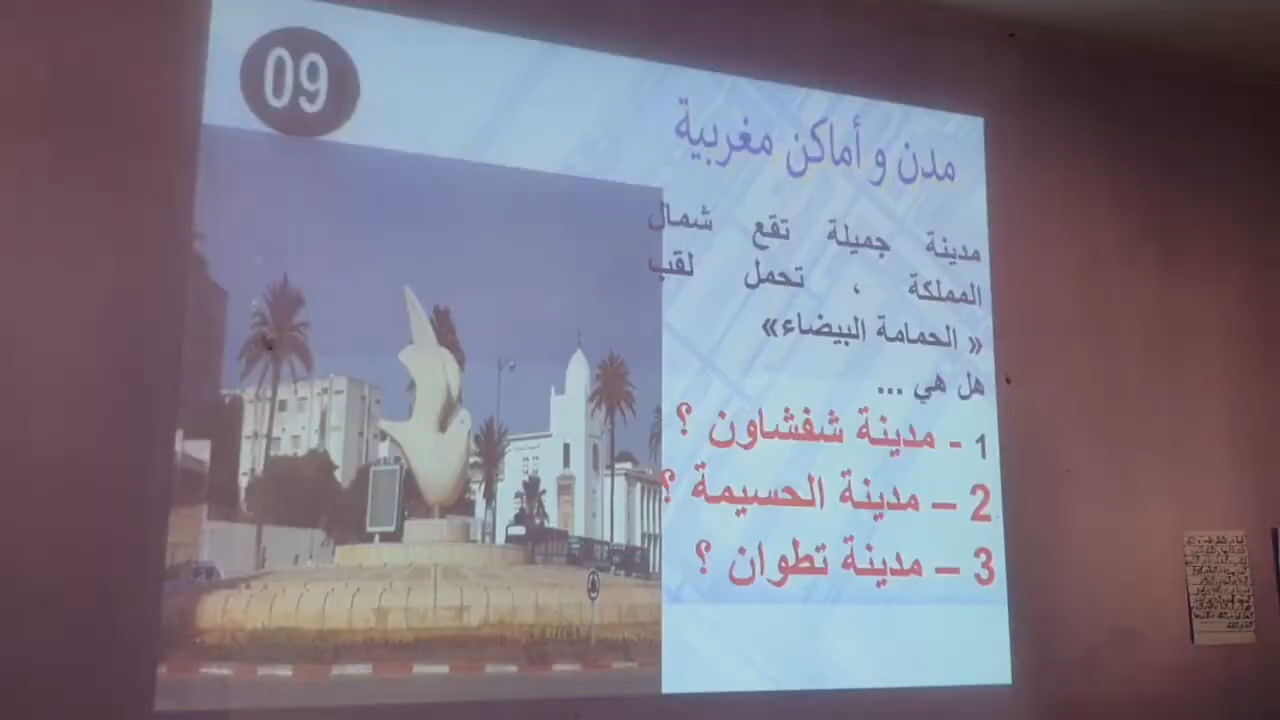 09
مدن و أماكن مغربية
مدينة جميلة تقع شمال
المملكة ، تحمل لقب
« الحمامة البيضاء»
هل هي ...
1 - مدينة شفشاون ؟
2 – مدينة الحسيمة ؟
3 – مدينة تطوان ؟